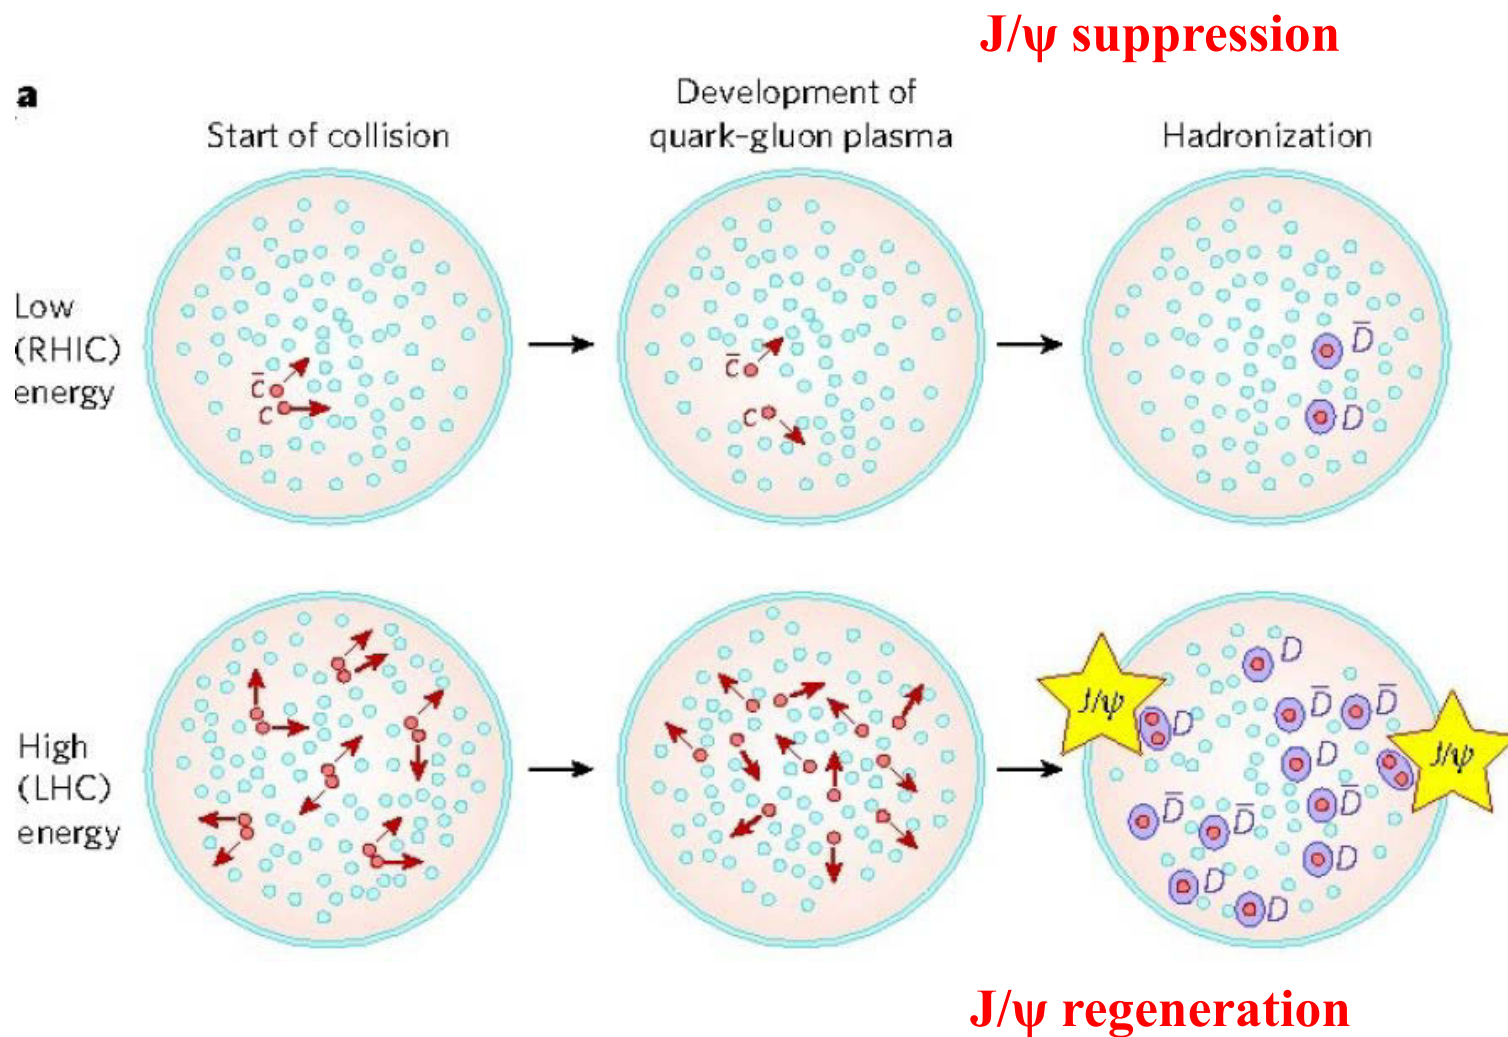 J/ψ suppression
a
Start of collision
Development of
quark-gluon plasma
Hadronization
Low
(RHIC)
energy
c̅
c
c̅
c
D̅
D
High
(LHC)
energy
J/ψ
D
D
D̅
D̅
D
J/ψ
D̅
D̅
D̅
D
D
D
J/ψ regeneration